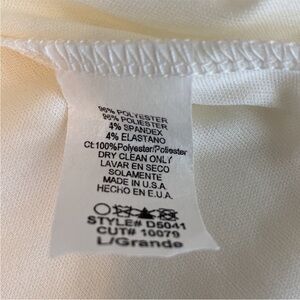 96% POLYESTER
96% POLIESTER
4% SPANDEX
4% ELASTANO
Ct:100%Polyester/Poliester
DRY CLEAN ONLY
LAVAR EN SECO
SOLAMENTE
MADE IN U.S.A.
HECHO EN E.U.A.
STYLE# D5041
CUT# 10079
L/Grande